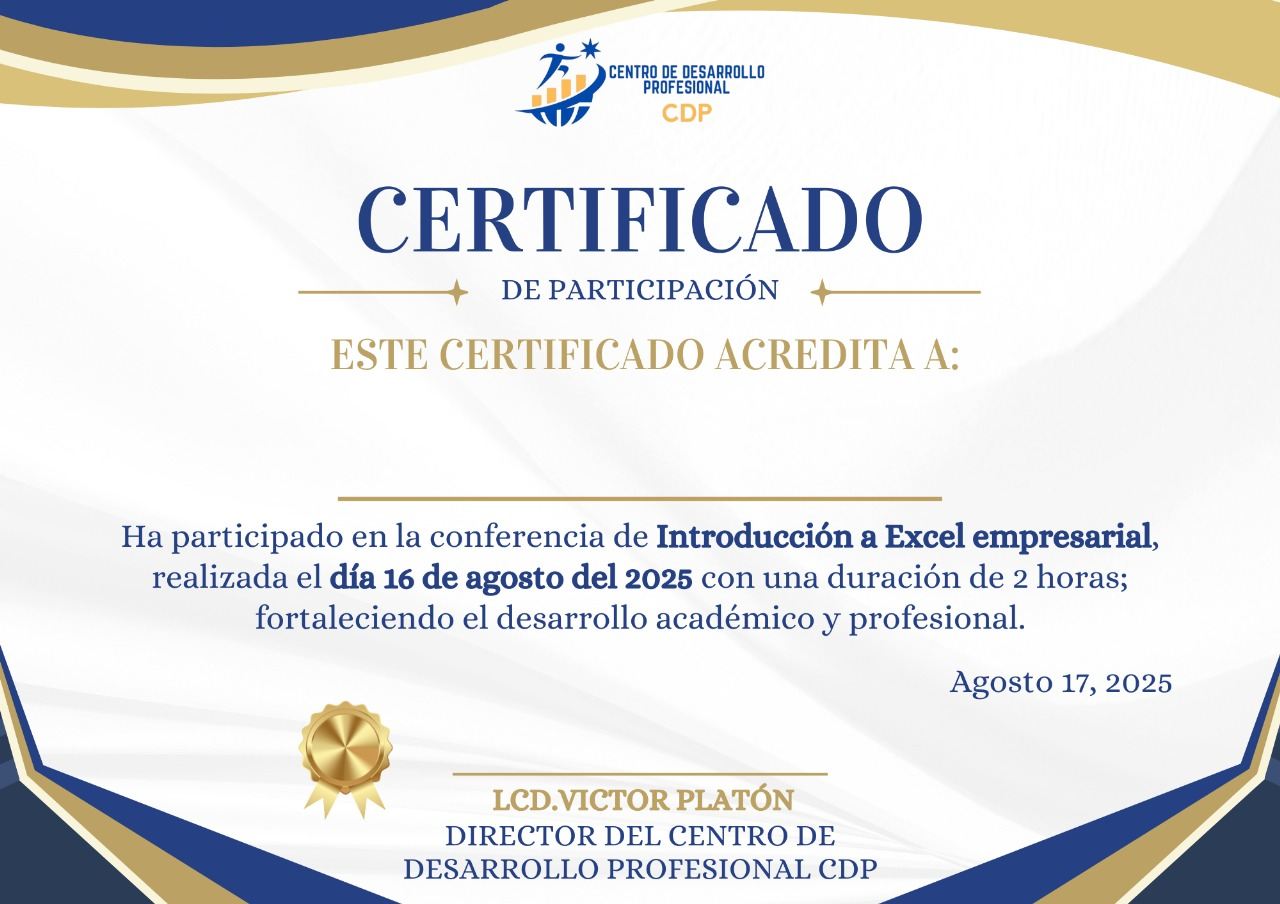 CENTRO DE DESARROLLO
PROFESIONAL
CDP
CERTIFICADO
DE PARTICIPACIÓN
ESTE CERTIFICADO ACREDITA A:
Ha participado en la conferencia de Introducción a Excel empresarial,
realizada el día 16 de agosto del 2025 con una duración de 2 horas;
fortaleciendo el desarrollo académico y profesional.
Agosto 17, 2025
LCD.VICTOR PLATÓN
DIRECTOR DEL CENTRO DE
DESARROLLO PROFESIONAL CDP